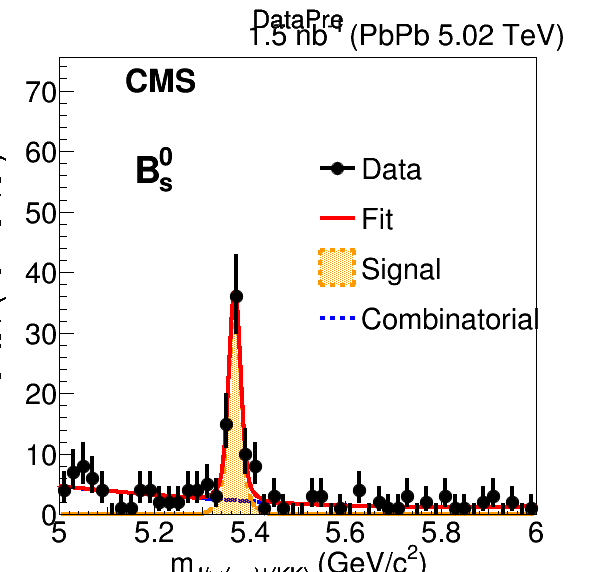 DataPre
1.5 nb⁻¹ (PbPb 5.02 TeV)
CMS
B⁰ₛ
Data
Fit
Signal
Combinatorial
70
60
50
40
30
20
10
0
5 5.2 5.4 5.6 5.8 6
m (GeV/c²)